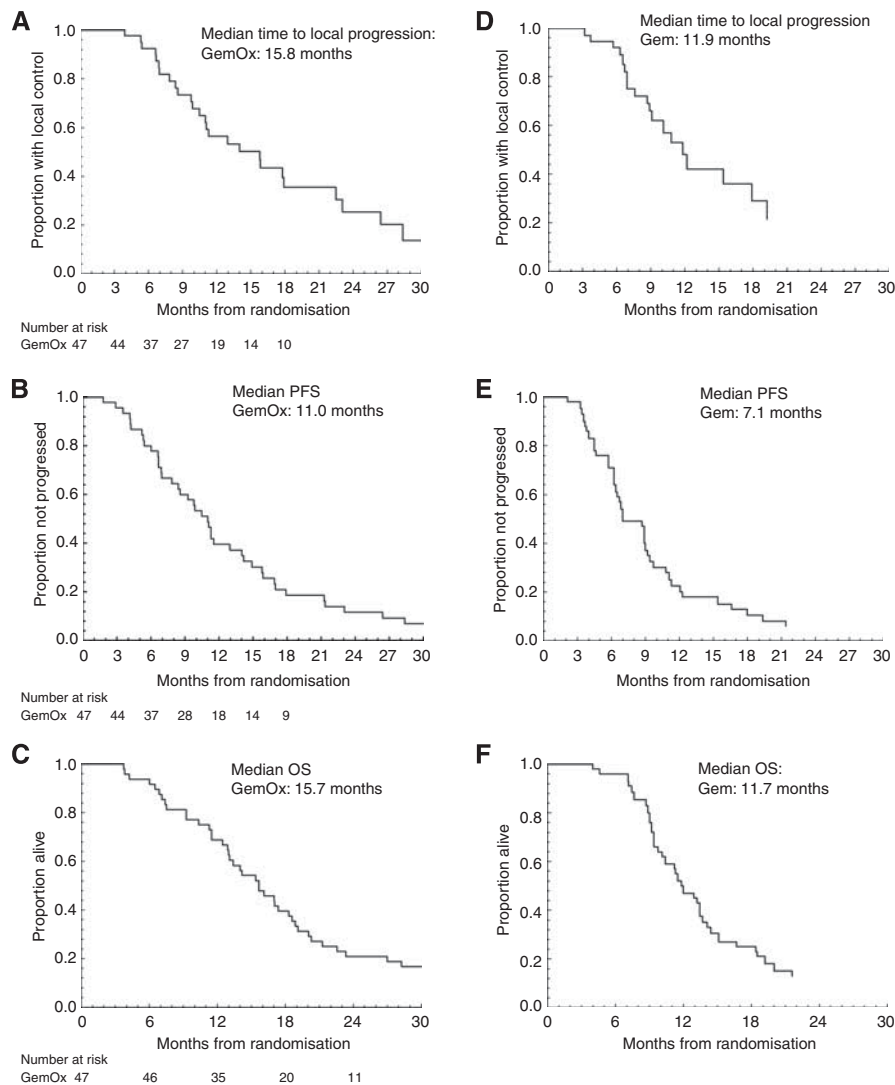 A
Median time to local progression:
GemOx: 15.8 months
Proportion with local control
1.0
0.8
0.6
0.4
0.2
0.0
0 3 6 9 12 15 18 21 24 27 30
Months from randomisation
Number at risk
GemOx 47 44 37 27 19 14 10
D
Median time to local progression
Gem: 11.9 months
Proportion with local control
1.0
0.8
0.6
0.4
0.2
0.0
0 3 6 9 12 15 18 21 24 27 30
Months from randomisation
B
Median PFS
GemOx: 11.0 months
Proportion not progressed
1.0
0.8
0.6
0.4
0.2
0.0
0 3 6 9 12 15 18 21 24 27 30
Months from randomisation
Number at risk
GemOx 47 44 37 28 18 14 9
E
Median PFS
Gem: 7.1 months
Proportion not progressed
1.0
0.8
0.6
0.4
0.2
0.0
0 3 6 9 12 15 18 21 24 27 30
Months from randomisation
C
Median OS
GemOx: 15.7 months
Proportion alive
1.0
0.8
0.6
0.4
0.2
0.0
0 6 12 18 24 30
Months from randomisation
Number at risk
GemOx 47 46 35 20 11
F
Median OS:
Gem: 11.7 months
Proportion alive
1.0
0.8
0.6
0.4
0.2
0.0
0 6 12 18 24 30
Months from randomisation